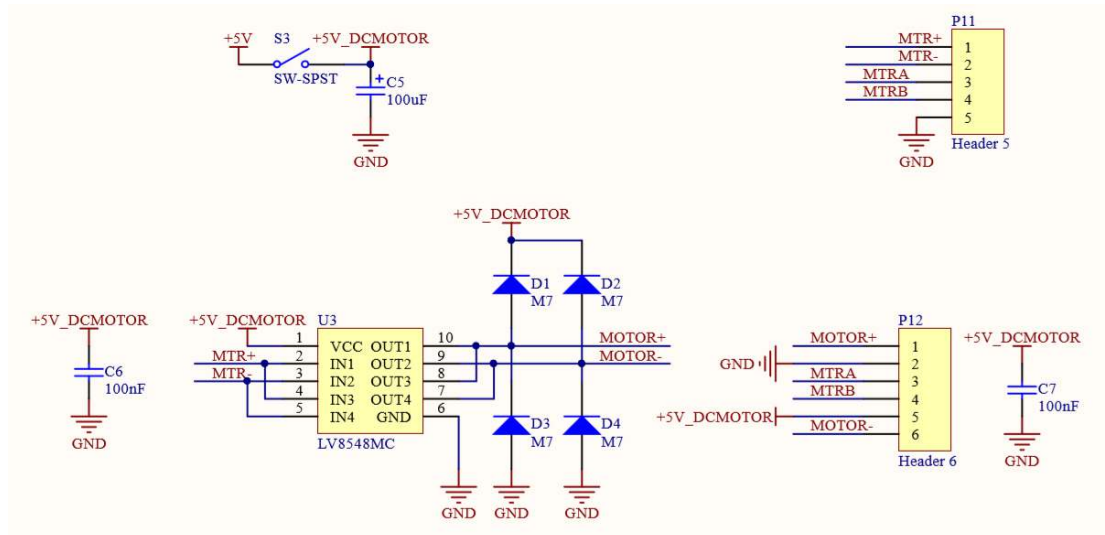 +5V S3 +5V_DCMOTOR
SW-SPST
C5
100uF
GND
P11
MTR+ 1
MTR- 2
MTRA 3
MTRB 4
5
GND
Header 5
+5V_DCMOTOR
D1 D2
M7 M7
+5V_DCMOTOR
C6
100nF
GND
+5V_DCMOTOR U3
1 VCC OUT1 10 MOTOR+
MTR+ 2 IN1 OUT2 9 MOTOR-
MTR- 3 IN2 OUT3 8
4 IN3 OUT4 7
5 IN4 GND 6
LV8548MC
D3 D4
M7 M7
GND GND GND
P12
MOTOR+ 1
GND 2
MTRA 3
MTRB 4
+5V_DCMOTOR 5
MOTOR- 6
Header 6
+5V_DCMOTOR
C7
100nF
GND